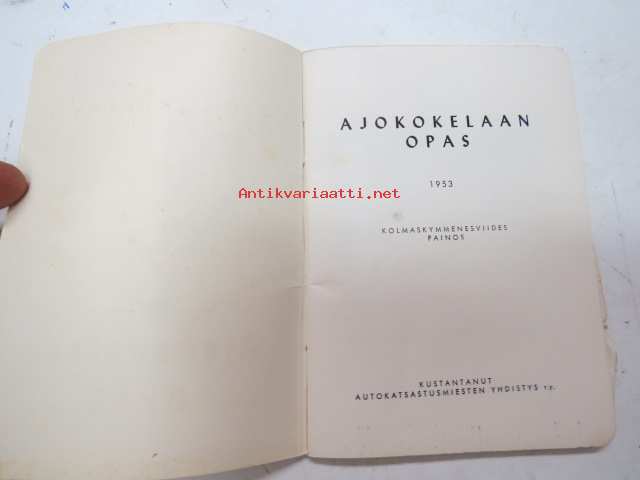 AJOKOKELAAN
OPAS
1953
Antikvariaatti.net
KOLMASKYMMENESVIIDES
PAINOS
KUSTANTANUT
AUTOKATSASTUSMIESTEN YHDISTYS r.y.